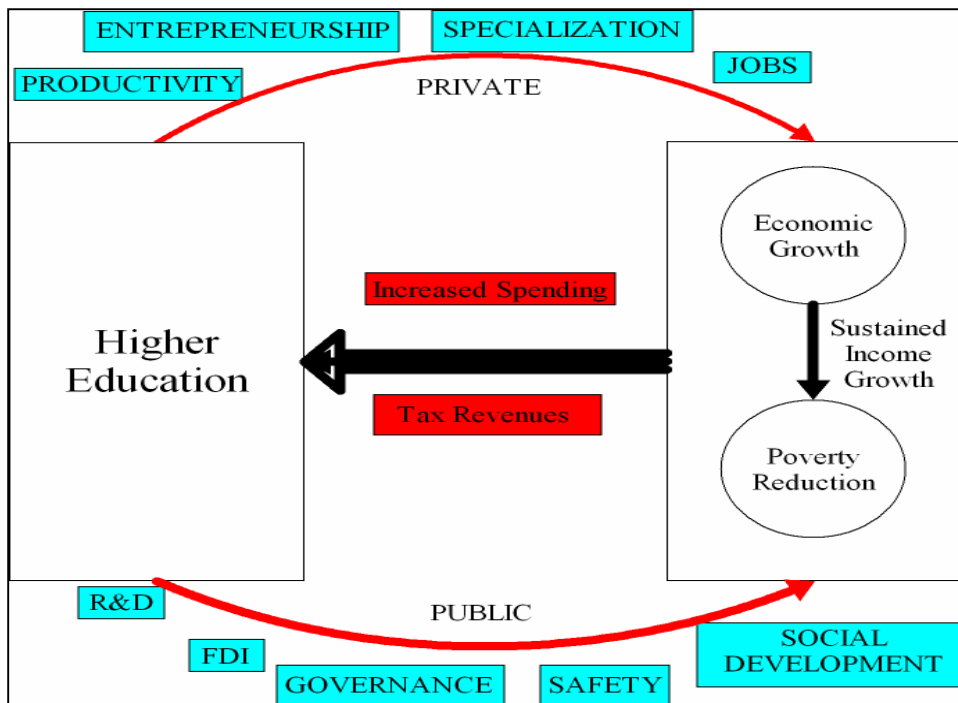 ENTREPRENEURSHIP
SPECIALIZATION
PRODUCTIVITY
PRIVATE
JOBS
Economic
Growth
Increased Spending
Sustained
Income
Growth
Higher
Education
Tax Revenues
Poverty
Reduction
R&D
PUBLIC
FDI
SOCIAL
DEVELOPMENT
GOVERNANCE
SAFETY